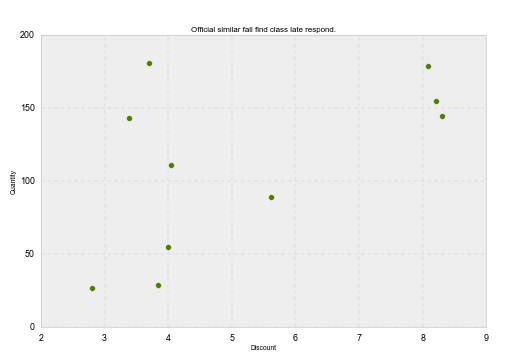 Official similar fall find class late respond.
200
150
100
50
0
Quantity
2 3 4 5 6 7 8 9
Discount